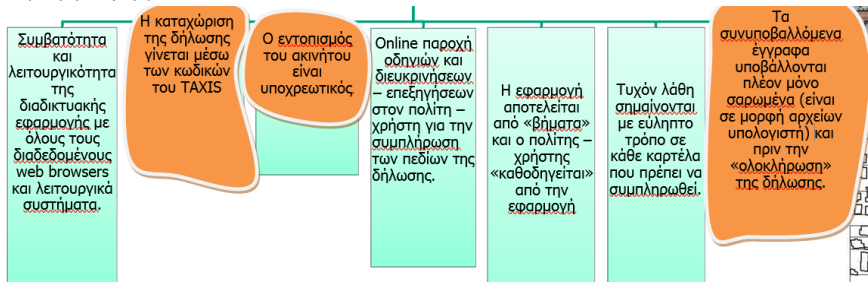 Συμβατότητα
και
λειτουργικότητα
της
διαδικτυακής
εφαρμογής με
όλους τους
διαδεδομένους
web browsers
και λειτουργικά
συστήματα.
Η καταχώριση
της δήλωσης
γίνεται μέσω
των κωδικών
του TAXIS
Ο εντοπισμός
του ακινήτου
είναι
υποχρεωτικός.
Online παροχή
οδηγιών και
διευκρινήσεων
– επεξηγήσεων
στον πολίτη –
χρήστη για την
συμπλήρωση
των πεδίων της
δήλωσης.
Η εφαρμογή
αποτελείται
από «βήματα»
και ο πολίτης –
χρήστης
«καθοδηγείται»
από την
εφαρμογή
Τυχόν λάθη
σημαίνονται
με εύληπτο
τρόπο σε
κάθε καρτέλα
που πρέπει να
συμπληρωθεί.
Τα
συνυποβαλλόμενα
έγγραφα
υποβάλλονται
πλέον μόνο
σαρωμένα (είναι
σε μορφή αρχείων
υπολογιστή) και
πριν την
«ολοκλήρωση»
της δήλωσης.